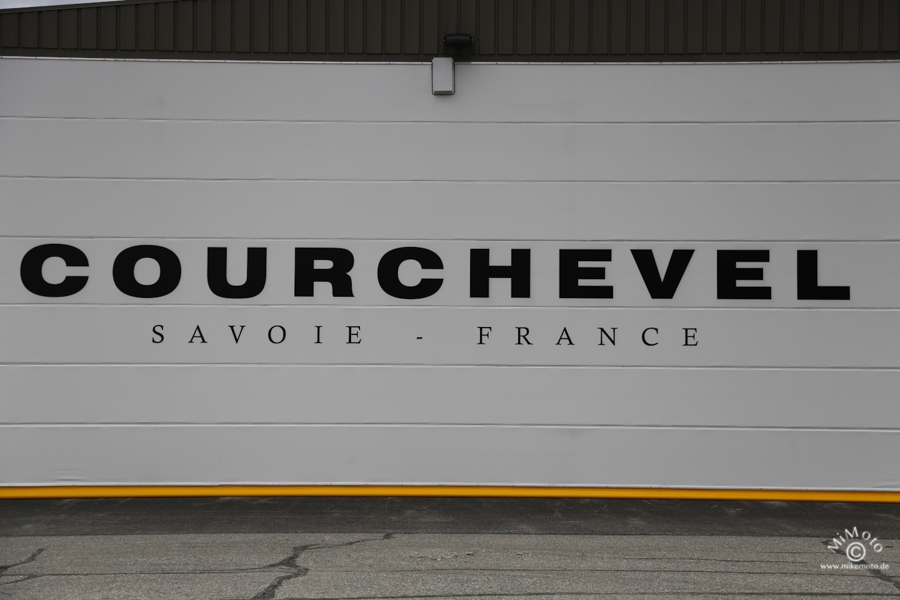 COURCHEVEL
SAVOIE - FRANCE
MiMoto
©
www.mikemoto.de